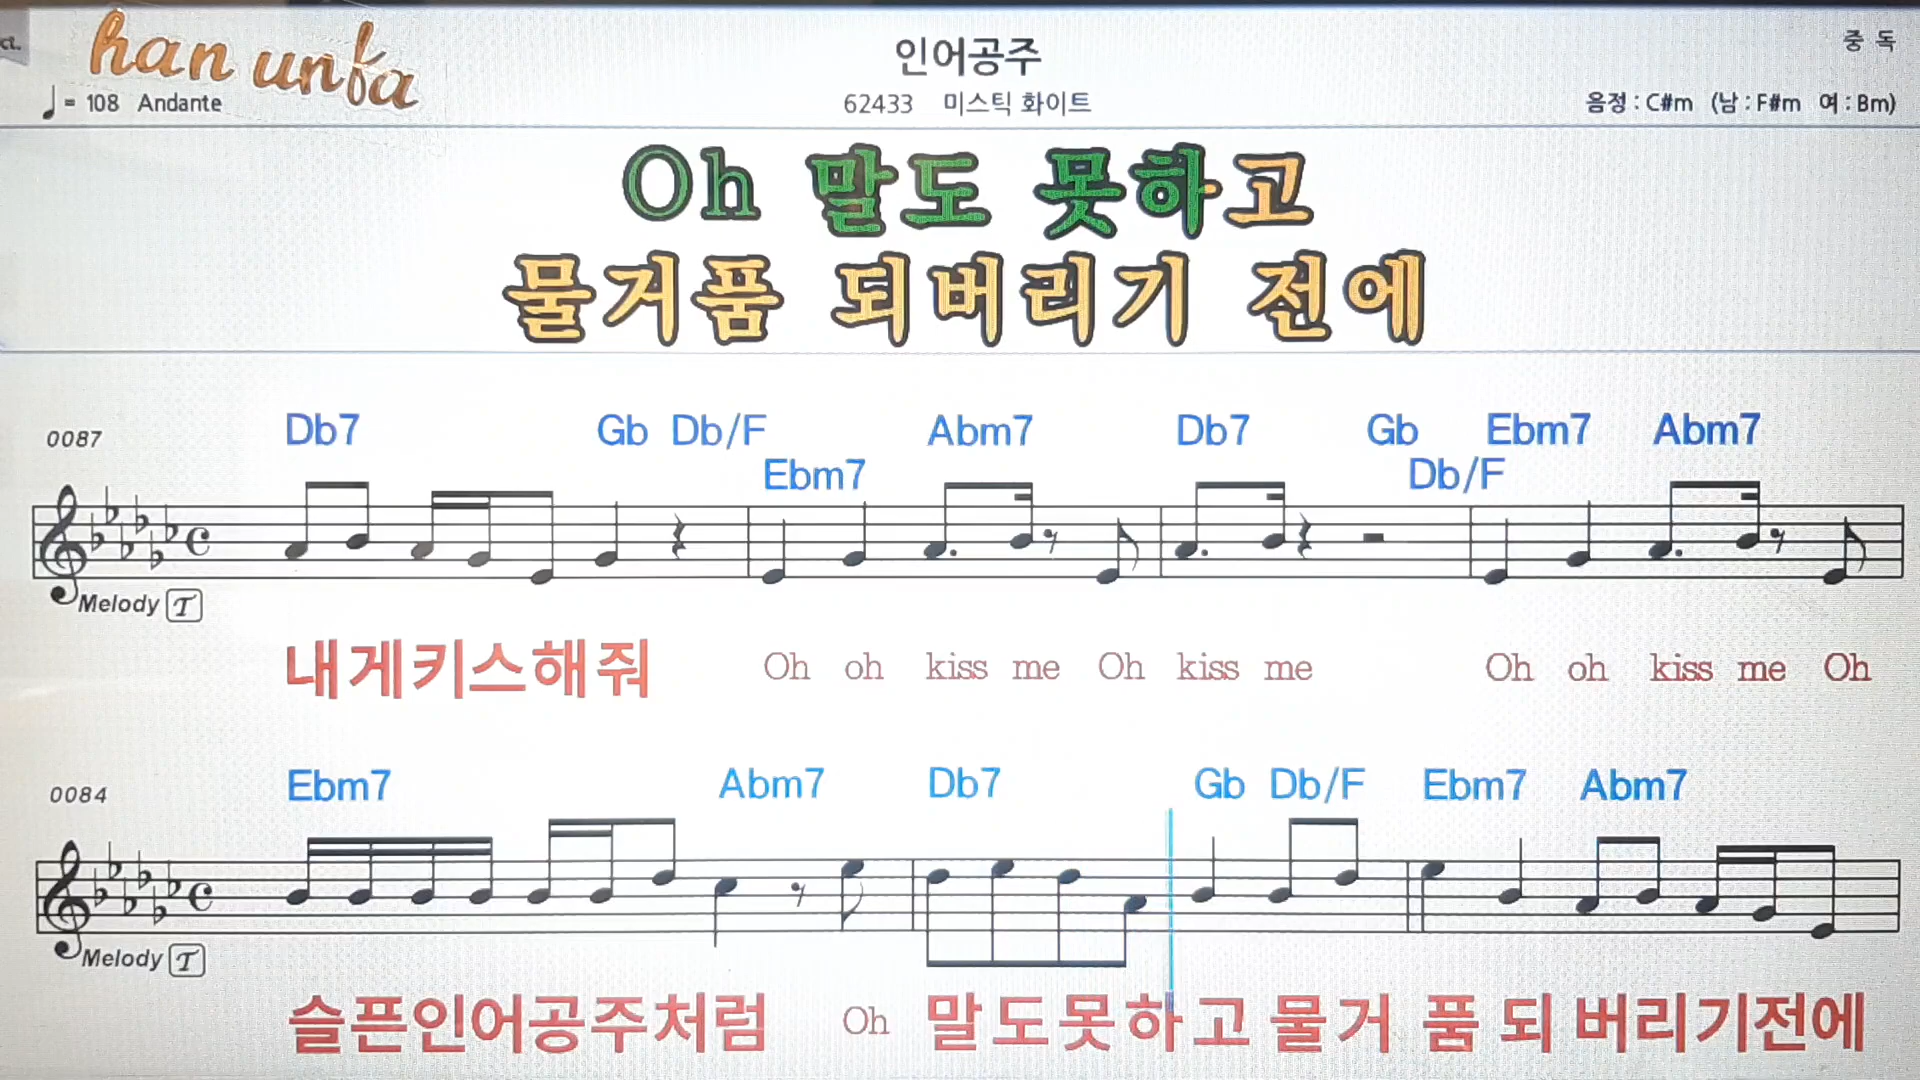 ct.
han unfa
인어공주
중 독
♩= 108 Andante
62433 미스틱 화이트
음정 : C#m (남 : F#m 여 : Bm)
Oh 말도 못하고
물거품 되버리기 전에
0087 Db7 Gb Db/F Abm7 Db7 Gb Ebm7 Abm7
Ebm7 Db/F
Melody T
내게키스해줘 Oh oh kiss me Oh kiss me Oh oh kiss me Oh
0084 Ebm7 Abm7 Db7 Gb Db/F Ebm7 Abm7
Melody T
슬픈인어공주처럼 Oh 말도못하고 물거 품 되 버리기전에